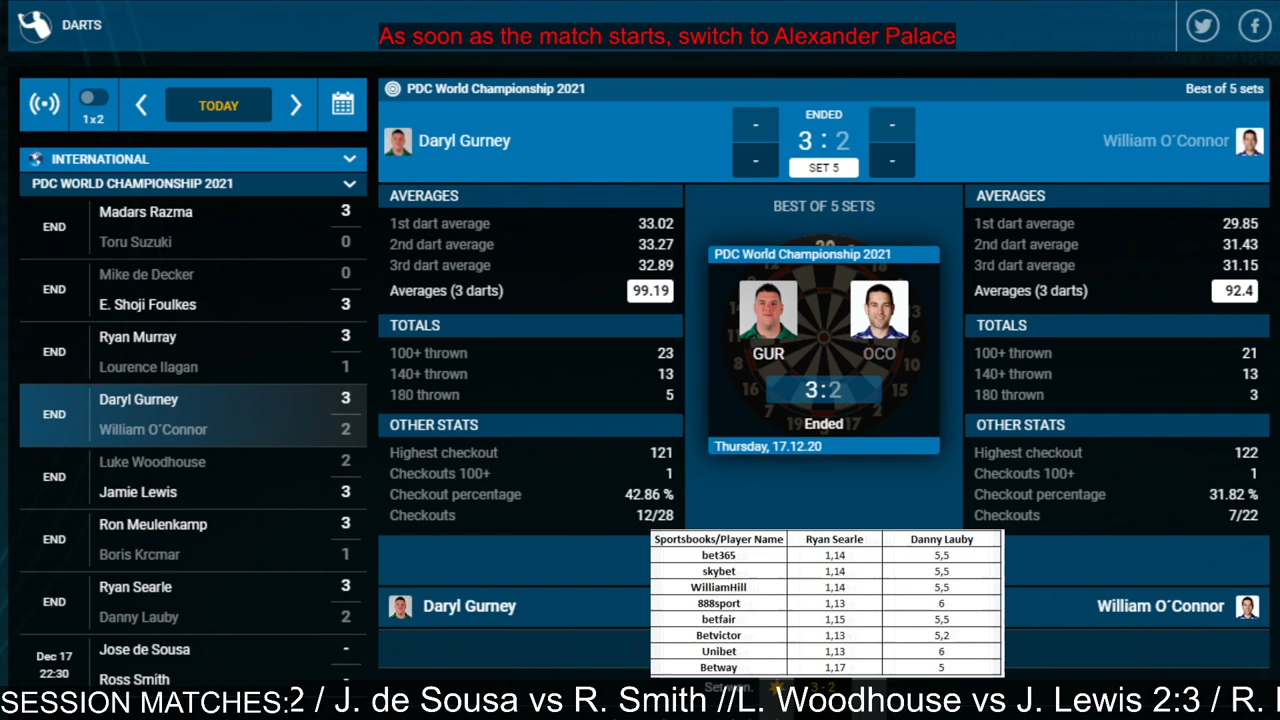 DARTS
As soon as the match starts, switch to Alexander Palace
1x2
TODAY
INTERNATIONAL
PDC WORLD CHAMPIONSHIP 2021
END
Madars Razma 3
Toru Suzuki 0
END
Mike de Decker 0
E. Shoji Foulkes 3
END
Ryan Murray 3
Lourence Ilagan 1
END
Daryl Gurney 3
William O´Connor 2
END
Luke Woodhouse 2
Jamie Lewis 3
END
Ron Meulenkamp 3
Boris Krcmar 1
END
Ryan Searle 3
Danny Lauby 2
Dec 17
22:30
Jose de Sousa -
Ross Smith -
PDC World Championship 2021
Best of 5 sets
Daryl Gurney
- ENDED -
3 : 2
- SET 5 -
William O´Connor
AVERAGES
1st dart average 33.02
2nd dart average 33.27
3rd dart average 32.89
Averages (3 darts) 99.19
TOTALS
100+ thrown 23
140+ thrown 13
180 thrown 5
OTHER STATS
Highest checkout 121
Checkouts 100+ 1
Checkout percentage 42.86 %
Checkouts 12/28
BEST OF 5 SETS
PDC World Championship 2021
GUR OCO
3:2
Ended
Thursday, 17.12.20
AVERAGES
1st dart average 29.85
2nd dart average 31.43
3rd dart average 31.15
Averages (3 darts) 92.4
TOTALS
100+ thrown 21
140+ thrown 13
180 thrown 3
OTHER STATS
Highest checkout 122
Checkouts 100+ 1
Checkout percentage 31.82 %
Checkouts 7/22
Daryl Gurney
William O´Connor
Sportsbooks/Player Name Ryan Searle Danny Lauby
bet365 1,14 5,5
skybet 1,14 5,5
WilliamHill 1,14 5,5
888sport 1,13 6
betfair 1,15 5,5
Betvictor 1,13 5,2
Unibet 1,13 6
Betway 1,17 5
Set won 3 - 2
SESSION MATCHES:2 / J. de Sousa vs R. Smith //L. Woodhouse vs J. Lewis 2:3 / R.